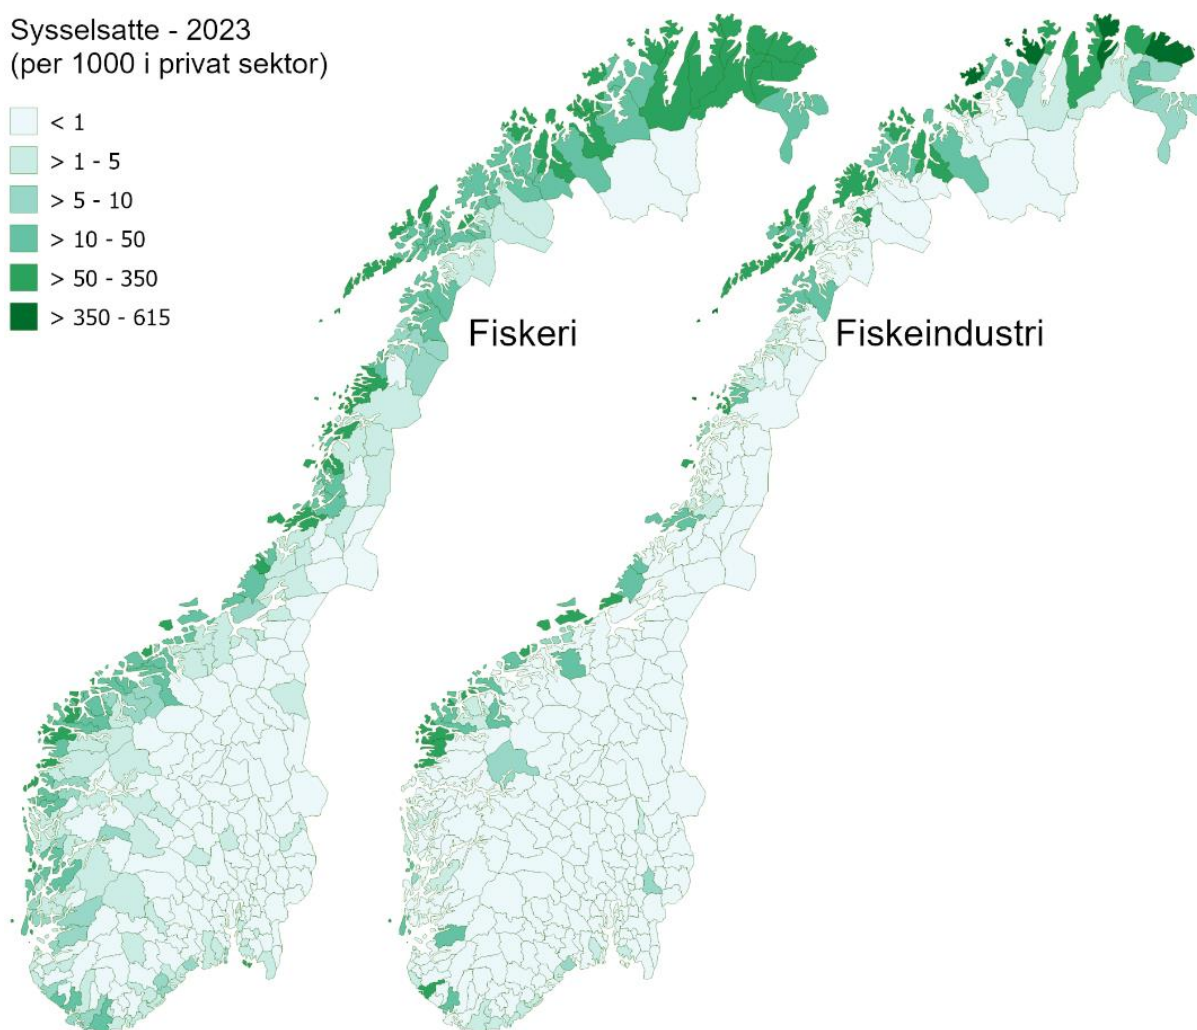 Sysselsatte - 2023
(per 1000 i privat sektor)
< 1
> 1 - 5
> 5 - 10
> 10 - 50
> 50 - 350
> 350 - 615
Fiskeri
Fiskeindustri